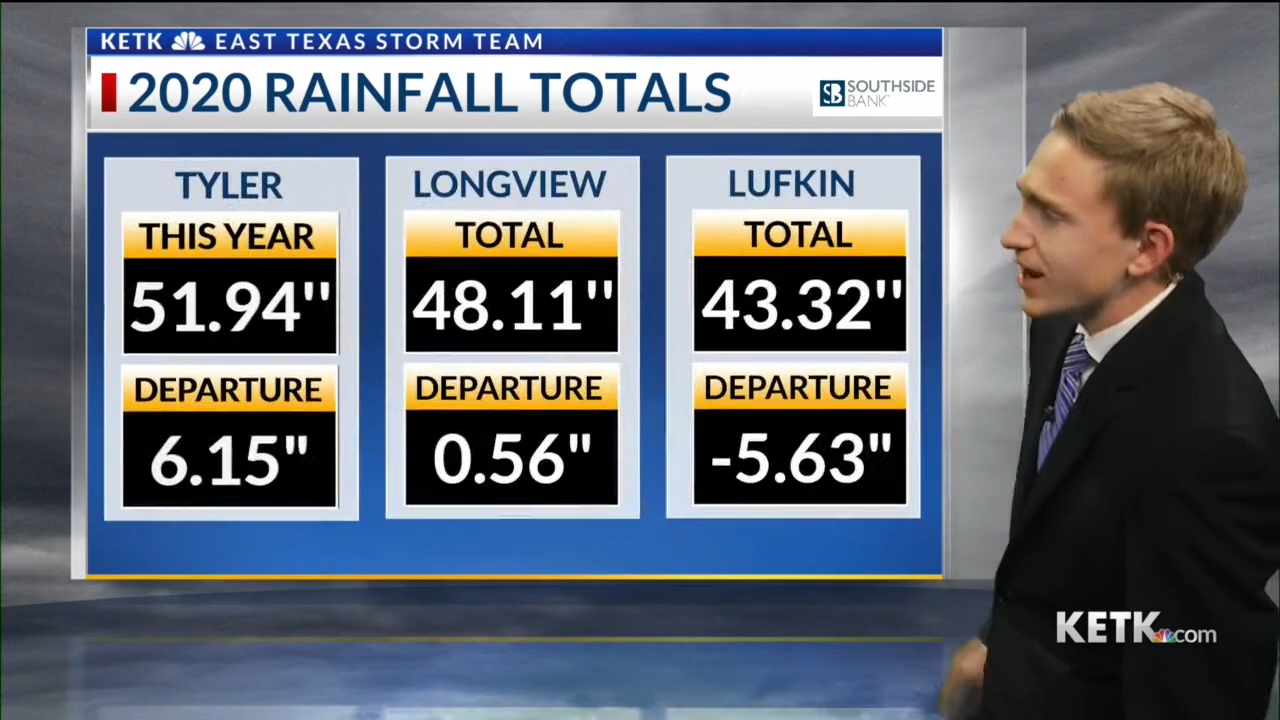 KETK EAST TEXAS STORM TEAM
2020 RAINFALL TOTALS
SB SOUTHSIDE
BANK
TYLER
THIS YEAR
51.94"
DEPARTURE
6.15"
LONGVIEW
TOTAL
48.11"
DEPARTURE
0.56"
LUFKIN
TOTAL
43.32"
DEPARTURE
-5.63"
KETK.com